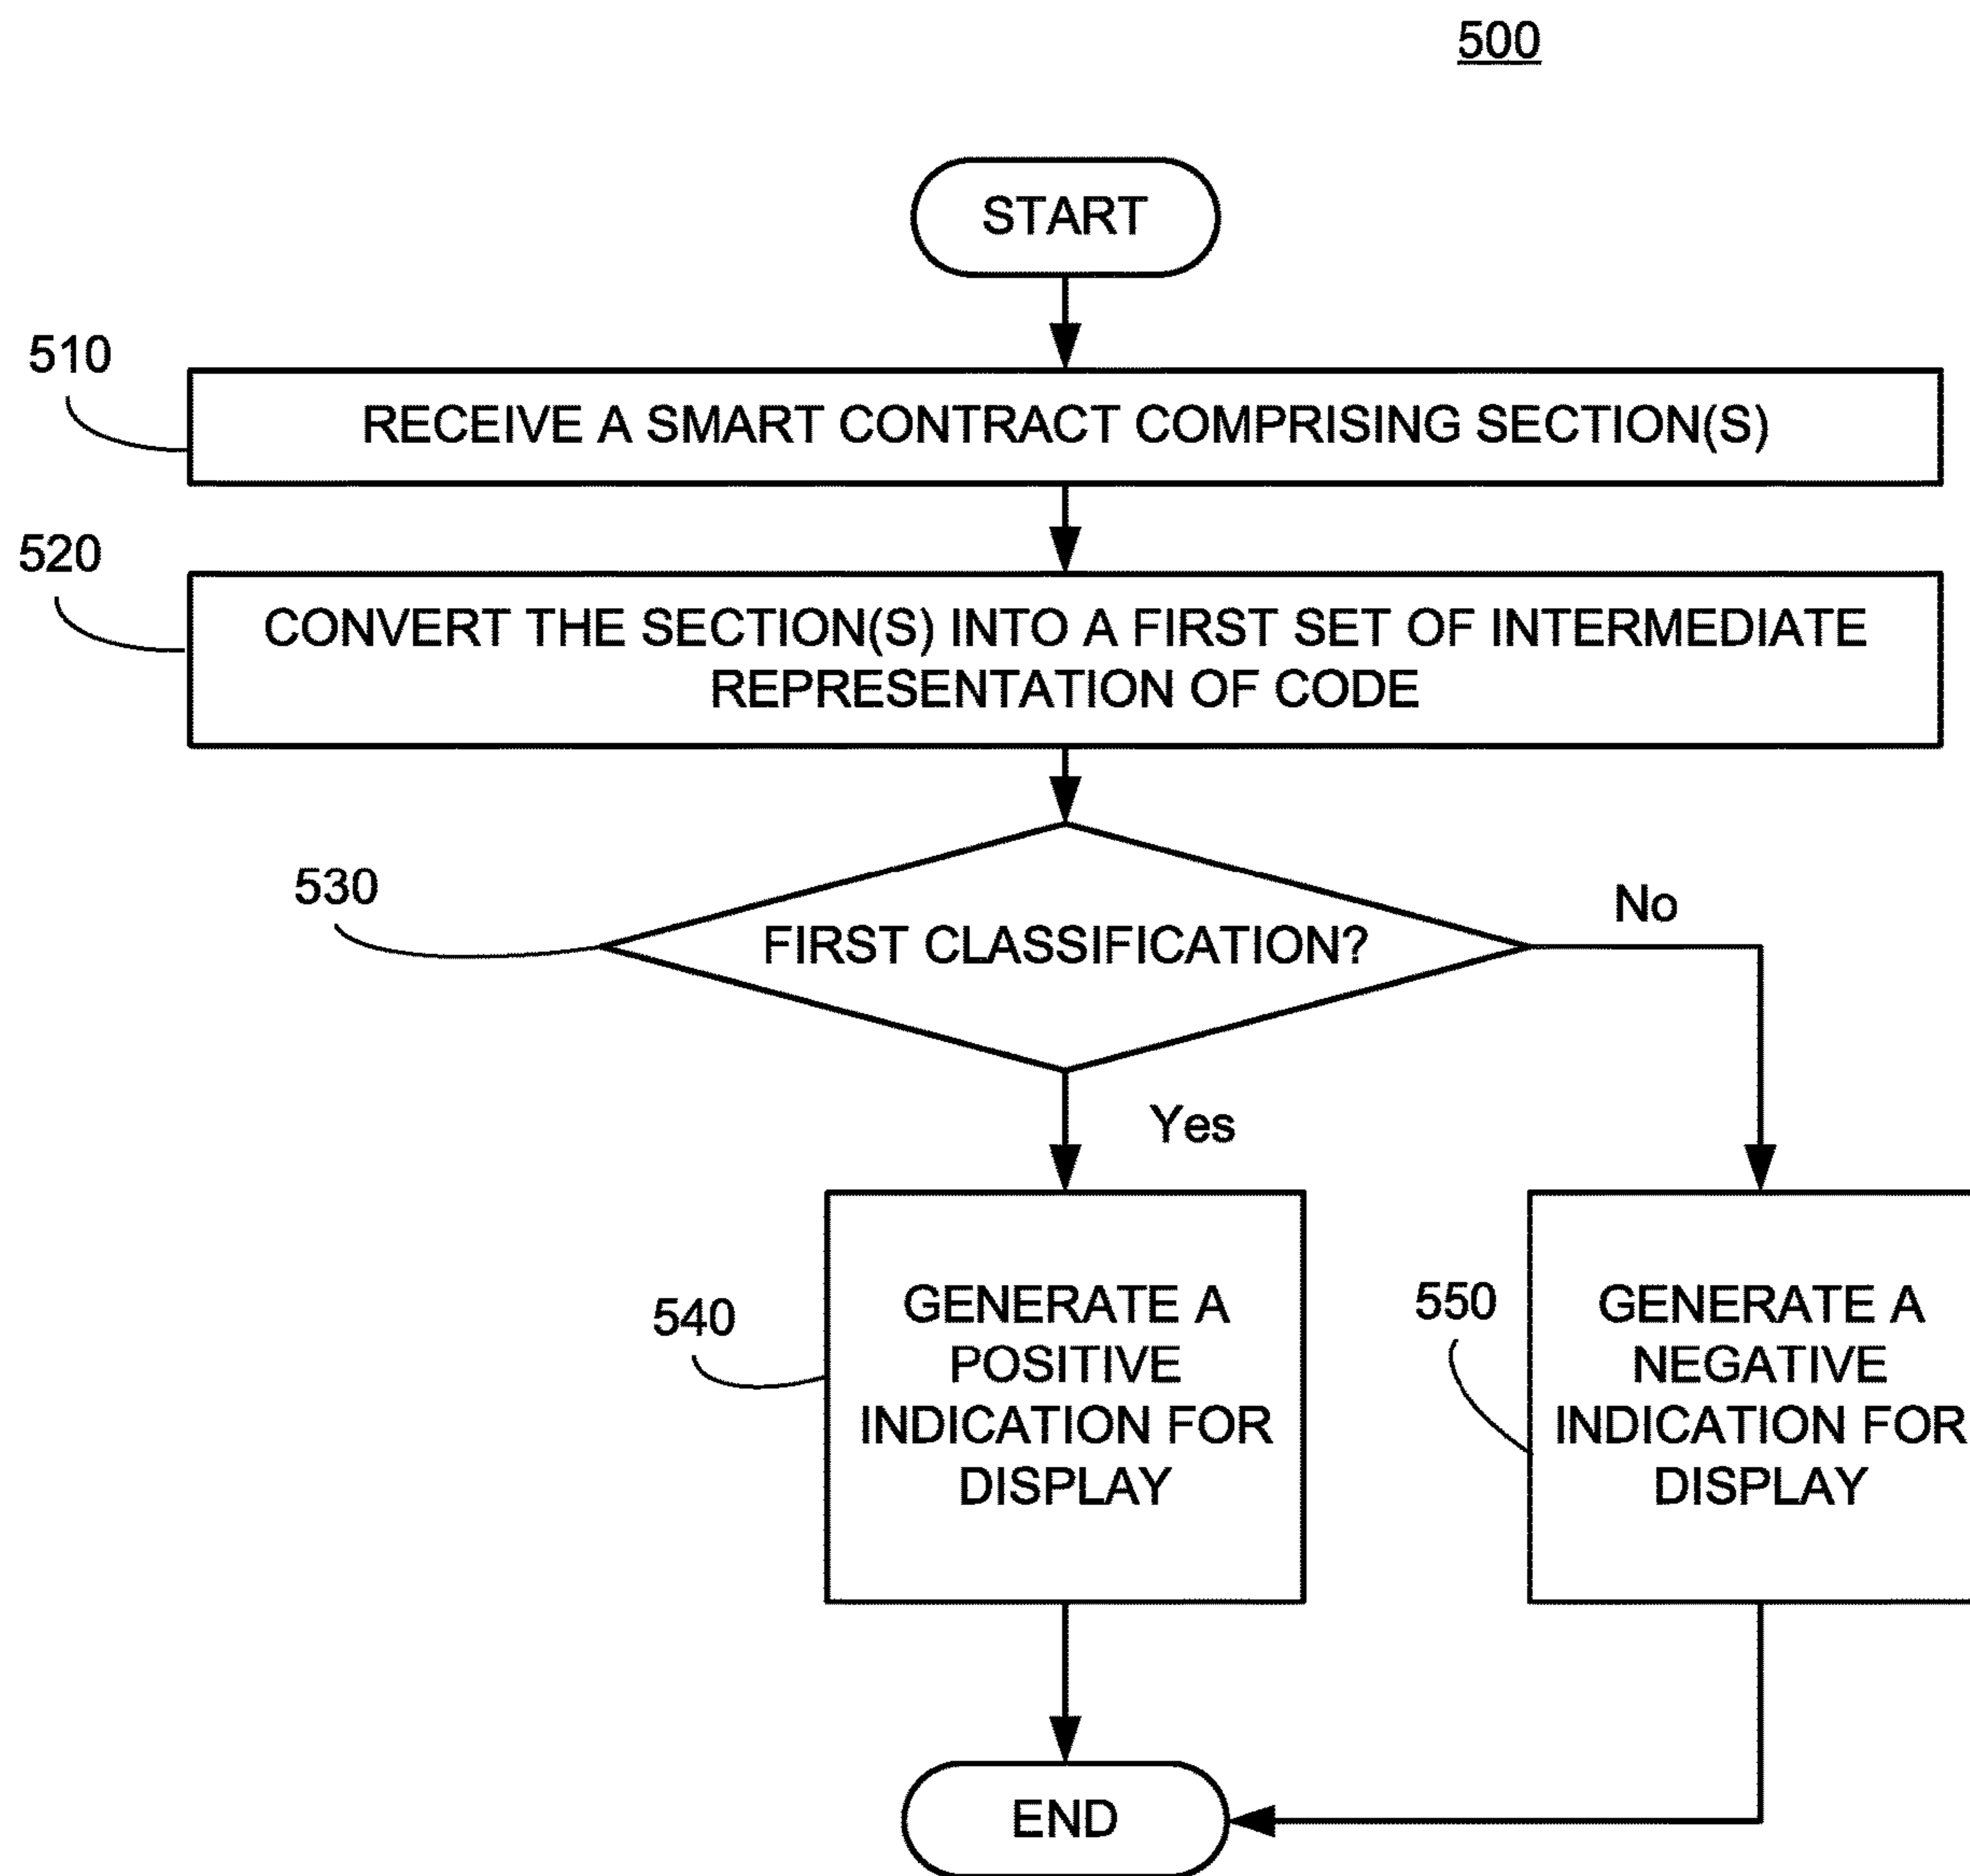 500
START
510
RECEIVE A SMART CONTRACT COMPRISING SECTION(S)
520
CONVERT THE SECTION(S) INTO A FIRST SET OF INTERMEDIATE
REPRESENTATION OF CODE
530
FIRST CLASSIFICATION?
No
Yes
540
GENERATE A
POSITIVE
INDICATION FOR
DISPLAY
550
GENERATE A
NEGATIVE
INDICATION FOR
DISPLAY
END